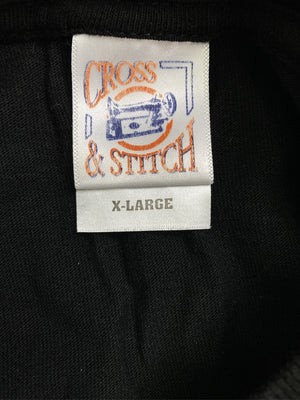 CROSS
& STITCH
X-LARGE